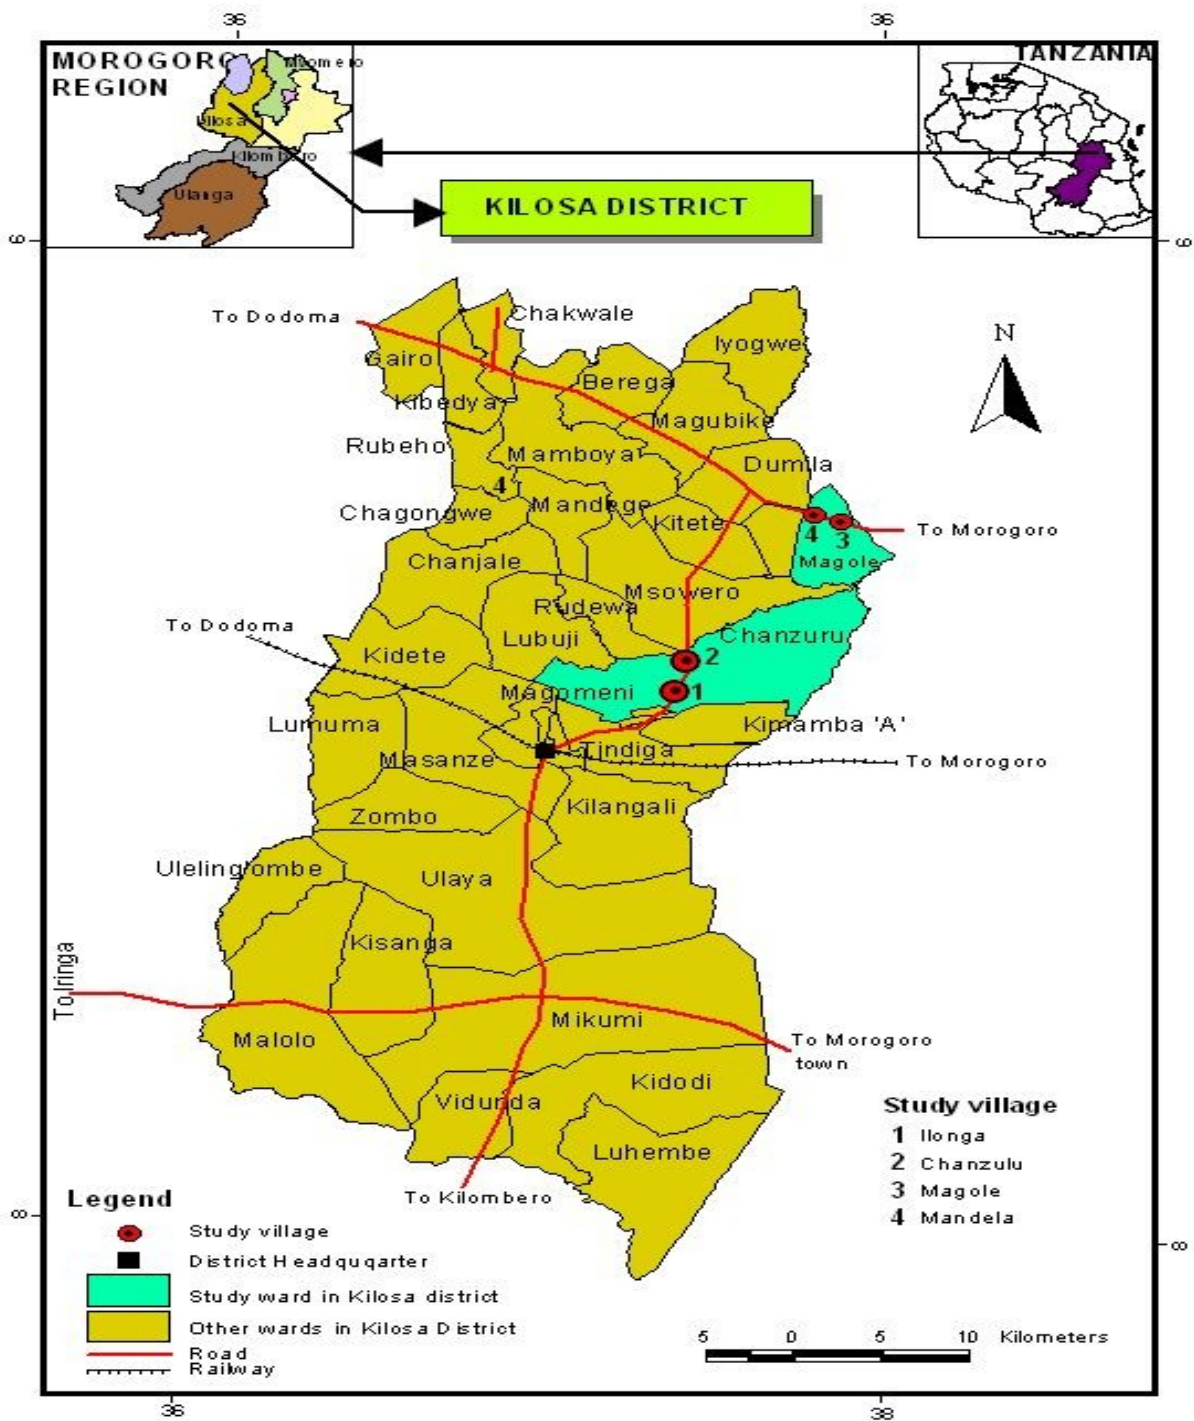 36
36
MOROGORO
REGION
Mvomero
Kilosa
Kilombero
Ulanga
TANZANIA
KILOSA DISTRICT
6
6
To Dodoma
Chakwale
N
Iyogwe
Gairo
Berega
Kibedya
Magubike
Rubeho
Mamboya
Dumila
4
Mandege
Chagongwe
Kitete
4
3
To Morogoro
Magole
Chanjale
Msowero
Rudewa
To Dodoma
Lubuji
Chanzuru
Kidete
2
Magomeni
1
Lumuma
Kimamba 'A'
Tindiga
Masanze
To Morogoro
Kilangali
Zombo
Ulelingombe
Ulaya
Kisanga
To Iringa
Mikumi
Malolo
To Morogoro
town
Kidodi
Vidunda
Luhembe
To Kilombero
Study village
1 Ilonga
2 Chanzulu
3 Magole
4 Mandela
8
8
Legend
Study village
District Headquqarter
Study ward in Kilosa district
Other wards in Kilosa District
Road
Railway
5 0 5 10 Kilometers
36
38